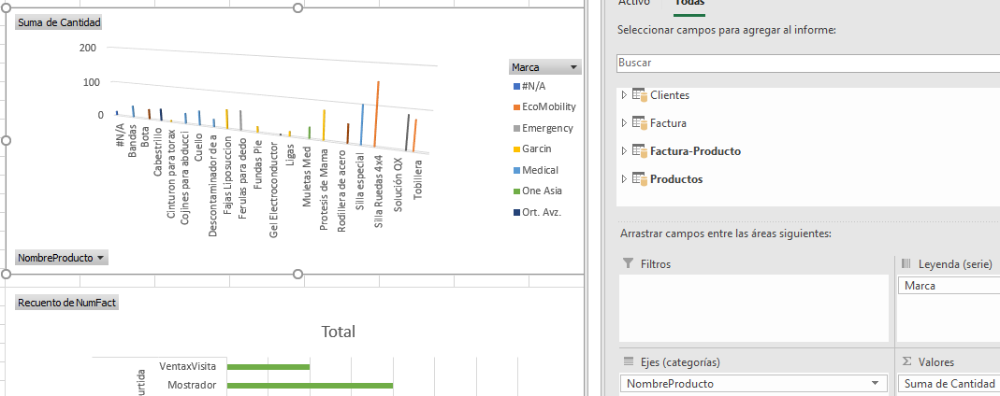 Suma de Cantidad
200
100
0
#N/A
Bandas
Bota
Cabestrillo
Cinturon para torax
Cojines para abducci
Cuello
Descontaminador de a
Fajas Liposuccion
Ferulas para dedo
Fundas Pie
Gel Electroconductor
Ligas
Muletas Med
Protesis de Mama
Rodillera de acero
Silla especial
Silla Ruedas 4x4
Solución QX
Tobillera
Marca
#N/A
EcoMobility
Emergency
Garcin
Medical
One Asia
Ort. Avz.
NombreProducto
Recuento de NumFact
Total
VentaxVisita
Mostrador
urtida
Activo Todas
Seleccionar campos para agregar al informe:
Buscar
Clientes
Factura
Factura-Producto
Productos
Arrastrar campos entre las áreas siguientes:
Filtros
Leyenda (serie)
Marca
Ejes (categorías)
NombreProducto
Σ Valores
Suma de Cantidad